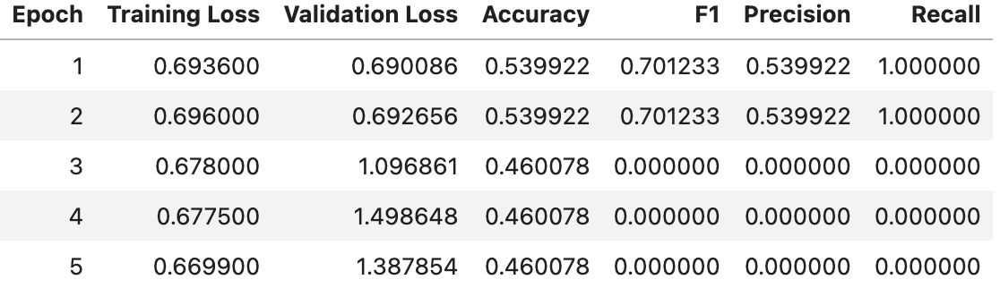 Epoch Training Loss Validation Loss Accuracy F1 Precision Recall
1 0.693600 0.690086 0.539922 0.701233 0.539922 1.000000
2 0.696000 0.692656 0.539922 0.701233 0.539922 1.000000
3 0.678000 1.096861 0.460078 0.000000 0.000000 0.000000
4 0.677500 1.498648 0.460078 0.000000 0.000000 0.000000
5 0.669900 1.387854 0.460078 0.000000 0.000000 0.000000